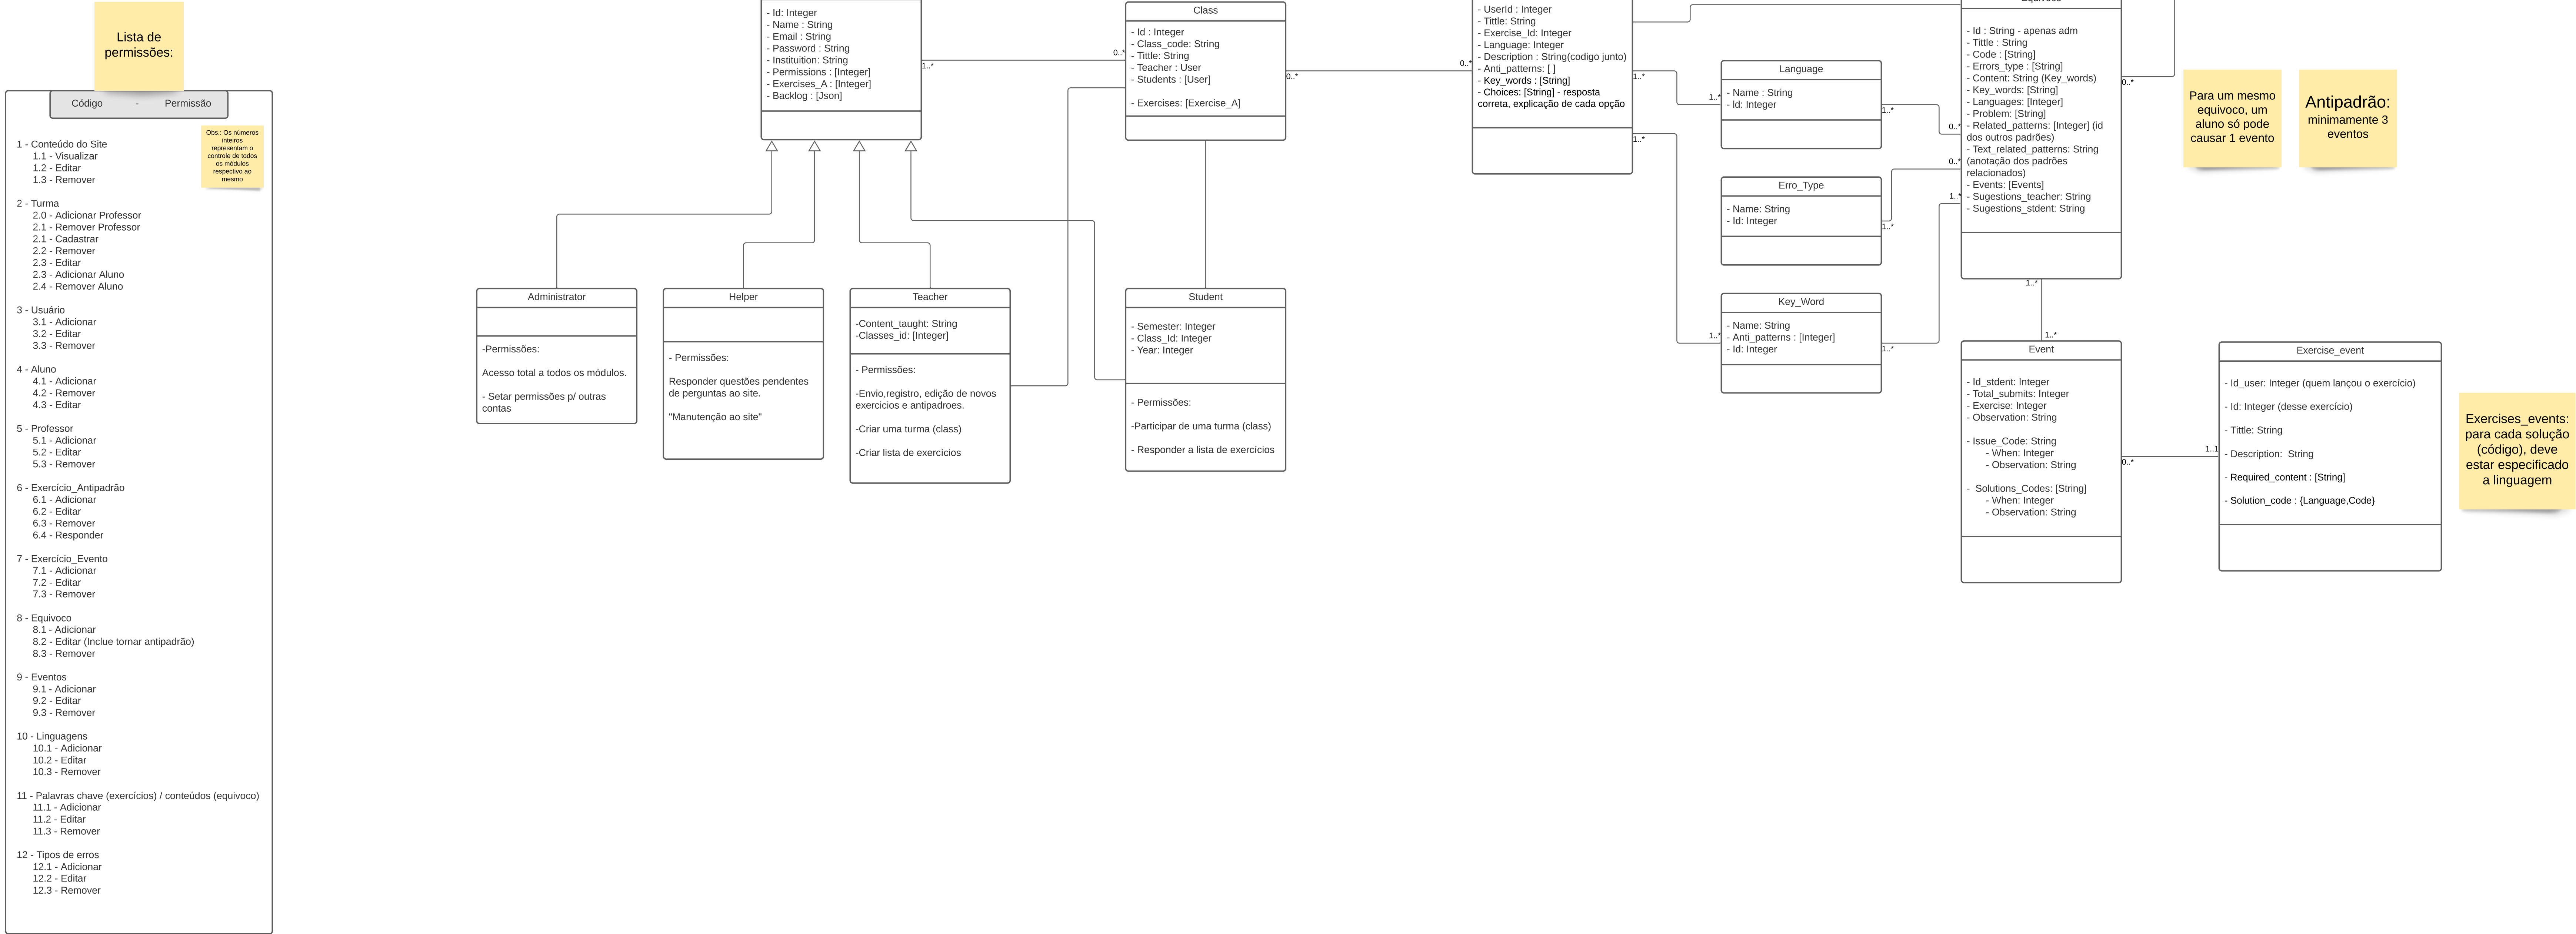 Lista de
permissões:
Código - Permissão
Obs.: Os números
inteiros
representam o
controle de todos
os módulos
respectivo ao
mesmo
1 - Conteúdo do Site
1.1 - Visualizar
1.2 - Editar
1.3 - Remover
2 - Turma
2.0 - Adicionar Professor
2.1 - Remover Professor
2.1 - Cadastrar
2.2 - Remover
2.3 - Editar
2.3 - Adicionar Aluno
2.4 - Remover Aluno
3 - Usuário
3.1 - Adicionar
3.2 - Editar
3.3 - Remover
4 - Aluno
4.1 - Adicionar
4.2 - Remover
4.3 - Editar
5 - Professor
5.1 - Adicionar
5.2 - Editar
5.3 - Remover
6 - Exercício_Antipadrão
6.1 - Adicionar
6.2 - Editar
6.3 - Remover
6.4 - Responder
7 - Exercício_Evento
7.1 - Adicionar
7.2 - Editar
7.3 - Remover
8 - Equivoco
8.1 - Adicionar
8.2 - Editar (Inclue tornar antipadrão)
8.3 - Remover
9 - Eventos
9.1 - Adicionar
9.2 - Editar
9.3 - Remover
10 - Linguagens
10.1 - Adicionar
10.2 - Editar
10.3 - Remover
11 - Palavras chave (exercícios) / conteúdos (equivoco)
11.1 - Adicionar
11.2 - Editar
11.3 - Remover
12 - Tipos de erros
12.1 - Adicionar
12.2 - Editar
12.3 - Remover
- Id: Integer
- Name : String
- Email : String
- Password : String
- Instituition: String
- Permissions : [Integer]
- Exercises_A : [Integer]
- Backlog : [Json]
1..*
0..*
Class
- Id : Integer
- Class_code: String
- Tittle: String
- Teacher : User
- Students : [User]
- Exercises: [Exercise_A]
0..*
0..*
Administrator
-Permissões:
Acesso total a todos os módulos.
- Setar permissões p/ outras
contas
Helper
- Permissões:
Responder questões pendentes
de perguntas ao site.
"Manutenção ao site"
Teacher
-Content_taught: String
-Classes_id: [Integer]
- Permissões:
-Envio,registro, edição de novos
exercicios e antipadroes.
-Criar uma turma (class)
-Criar lista de exercícios
Student
- Semester: Integer
- Class_Id: Integer
- Year: Integer
- Permissões:
-Participar de uma turma (class)
- Responder a lista de exercícios
- UserId : Integer
- Tittle: String
- Exercise_Id: Integer
- Language: Integer
- Description : String(codigo junto)
- Anti_patterns: [ ]
- Key_words : [String]
- Choices: [String] - resposta
correta, explicação de cada opção
1..*
1..*
1..*
1..*
Language
- Name : String
- Id: Integer
1..*
0..*
Erro_Type
- Name: String
- Id: Integer
1..*
0..*
Key_Word
- Name: String
- Anti_patterns : [Integer]
- Id: Integer
1..*
1..*
- Id : String - apenas adm
- Tittle : String
- Code : [String]
- Errors_type : [String]
- Content: String (Key_words)
- Key_words: [String]
- Languages: [Integer]
- Problem: [String]
- Related_patterns: [Integer] (id
dos outros padrões)
- Text_related_patterns: String
(anotação dos padrões
relacionados)
- Events: [Events]
- Sugestions_teacher: String
- Sugestions_stdent: String
0..*
1..*
1..*
Event
- Id_stdent: Integer
- Total_submits: Integer
- Exercise: Integer
- Observation: String
- Issue_Code: String
- When: Integer
- Observation: String
- Solutions_Codes: [String]
- When: Integer
- Observation: String
0..*
1..1
Exercise_event
- Id_user: Integer (quem lançou o exercício)
- Id: Integer (desse exercício)
- Tittle: String
- Description: String
- Required_content : [String]
- Solution_code : {Language,Code}
Para um mesmo
equivoco, um
aluno só pode
causar 1 evento
Antipadrão:
minimamente 3
eventos
Exercises_events:
para cada solução
(código), deve
estar especificado
a linguagem